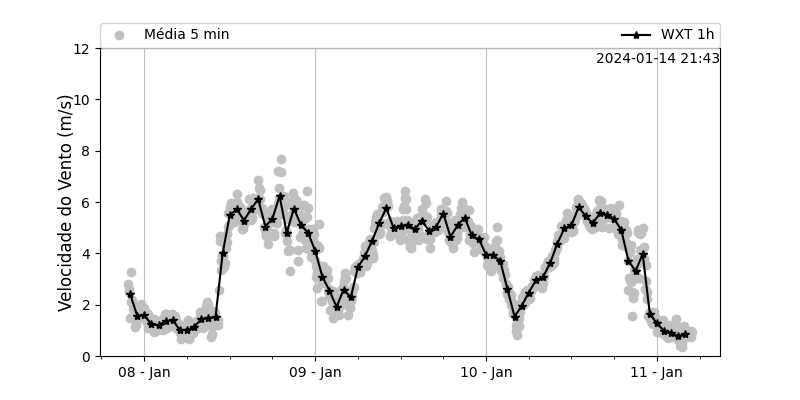 Média 5 min
WXT 1h
2024-01-14 21:43
Velocidade do Vento (m/s)
12
10
8
6
4
2
0
08 - Jan
09 - Jan
10 - Jan
11 - Jan